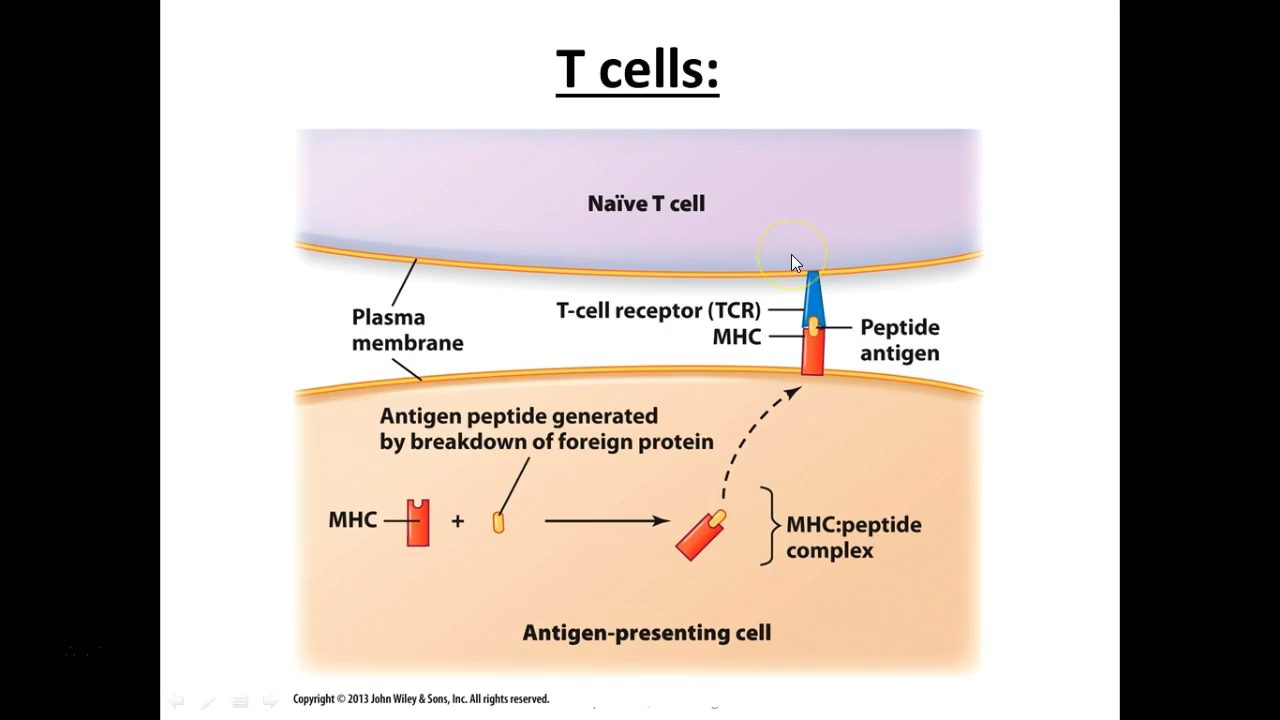 T cells:
Naïve T cell
T-cell receptor (TCR)
MHC
Peptide
antigen
Plasma
membrane
Antigen peptide generated
by breakdown of foreign protein
MHC
+
MHC:peptide
complex
Antigen-presenting cell
Copyright © 2013 John Wiley & Sons, Inc. All rights reserved.